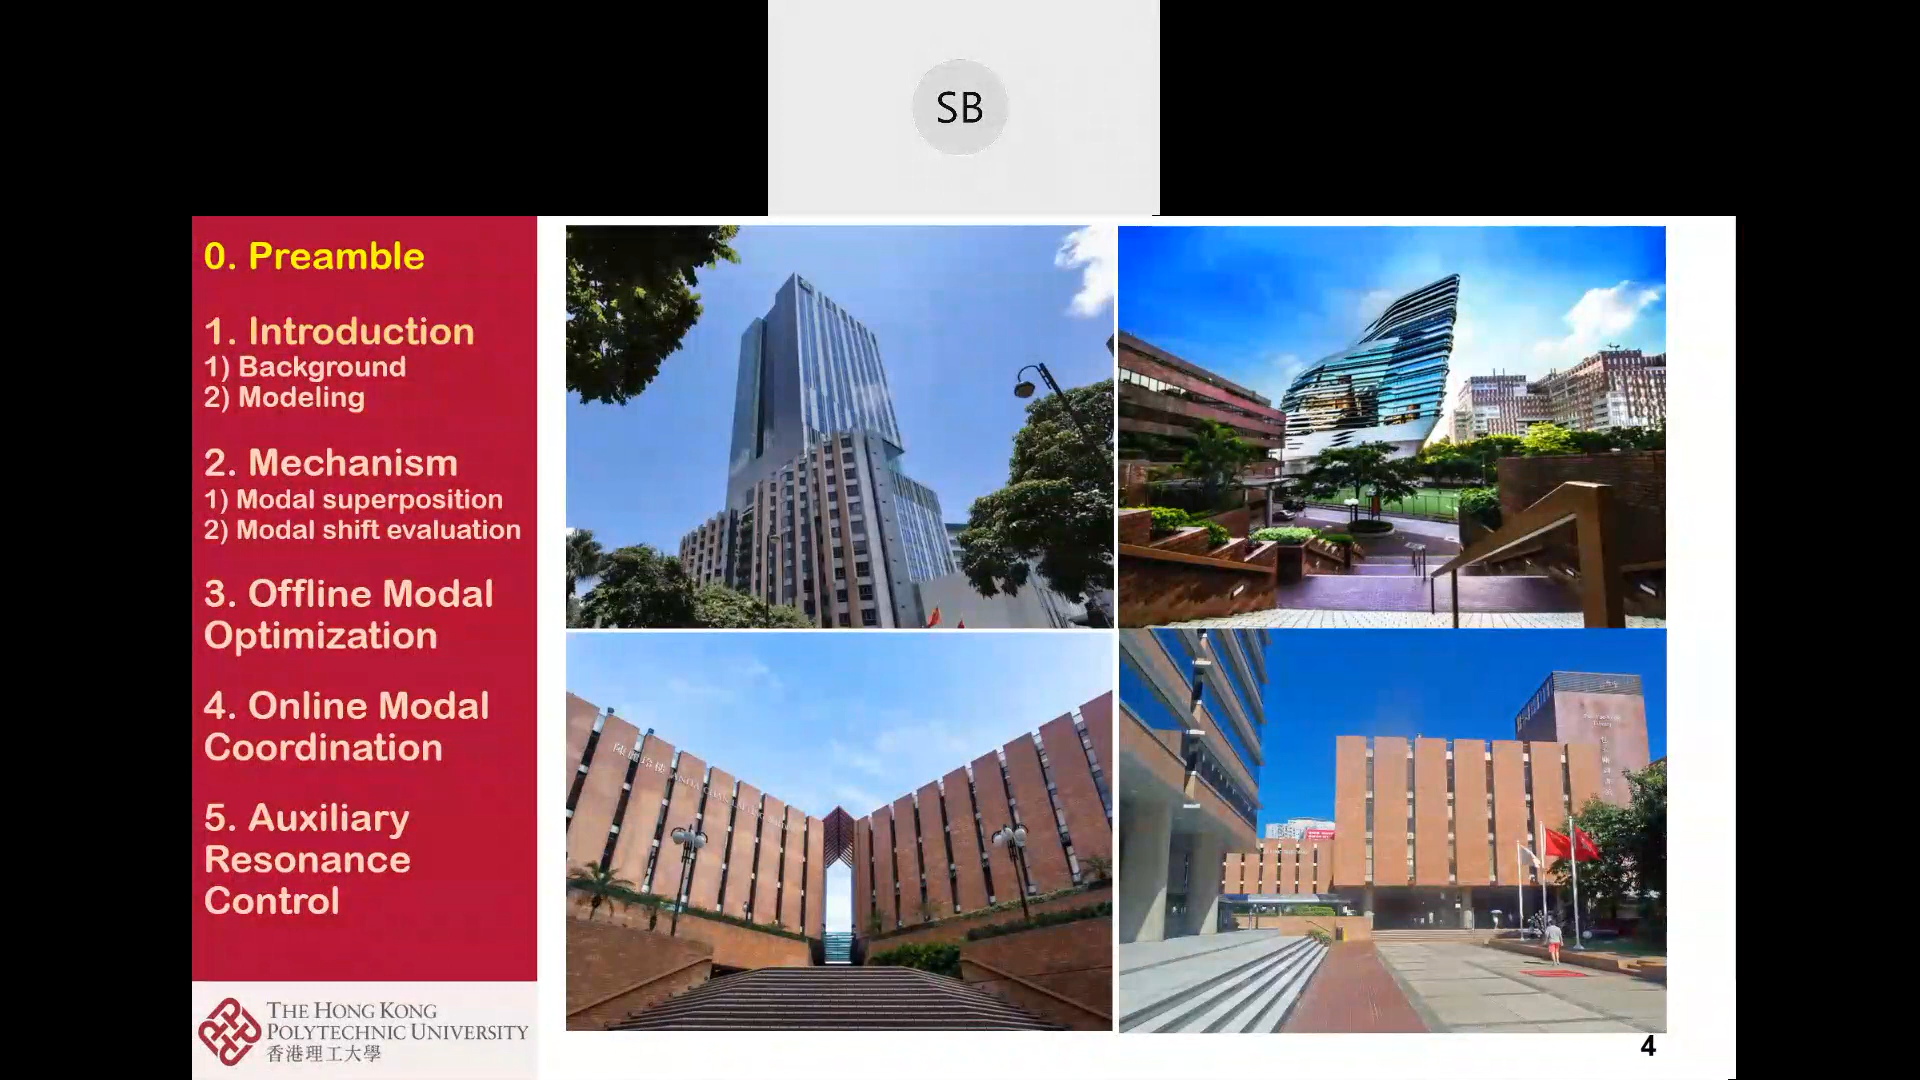 SB
0. Preamble
1. Introduction
1) Background
2) Modeling
2. Mechanism
1) Modal superposition
2) Modal shift evaluation
3. Offline Modal
Optimization
4. Online Modal
Coordination
5. Auxiliary
Resonance
Control
THE HONG KONG
POLYTECHNIC UNIVERSITY
香港理工大學
4